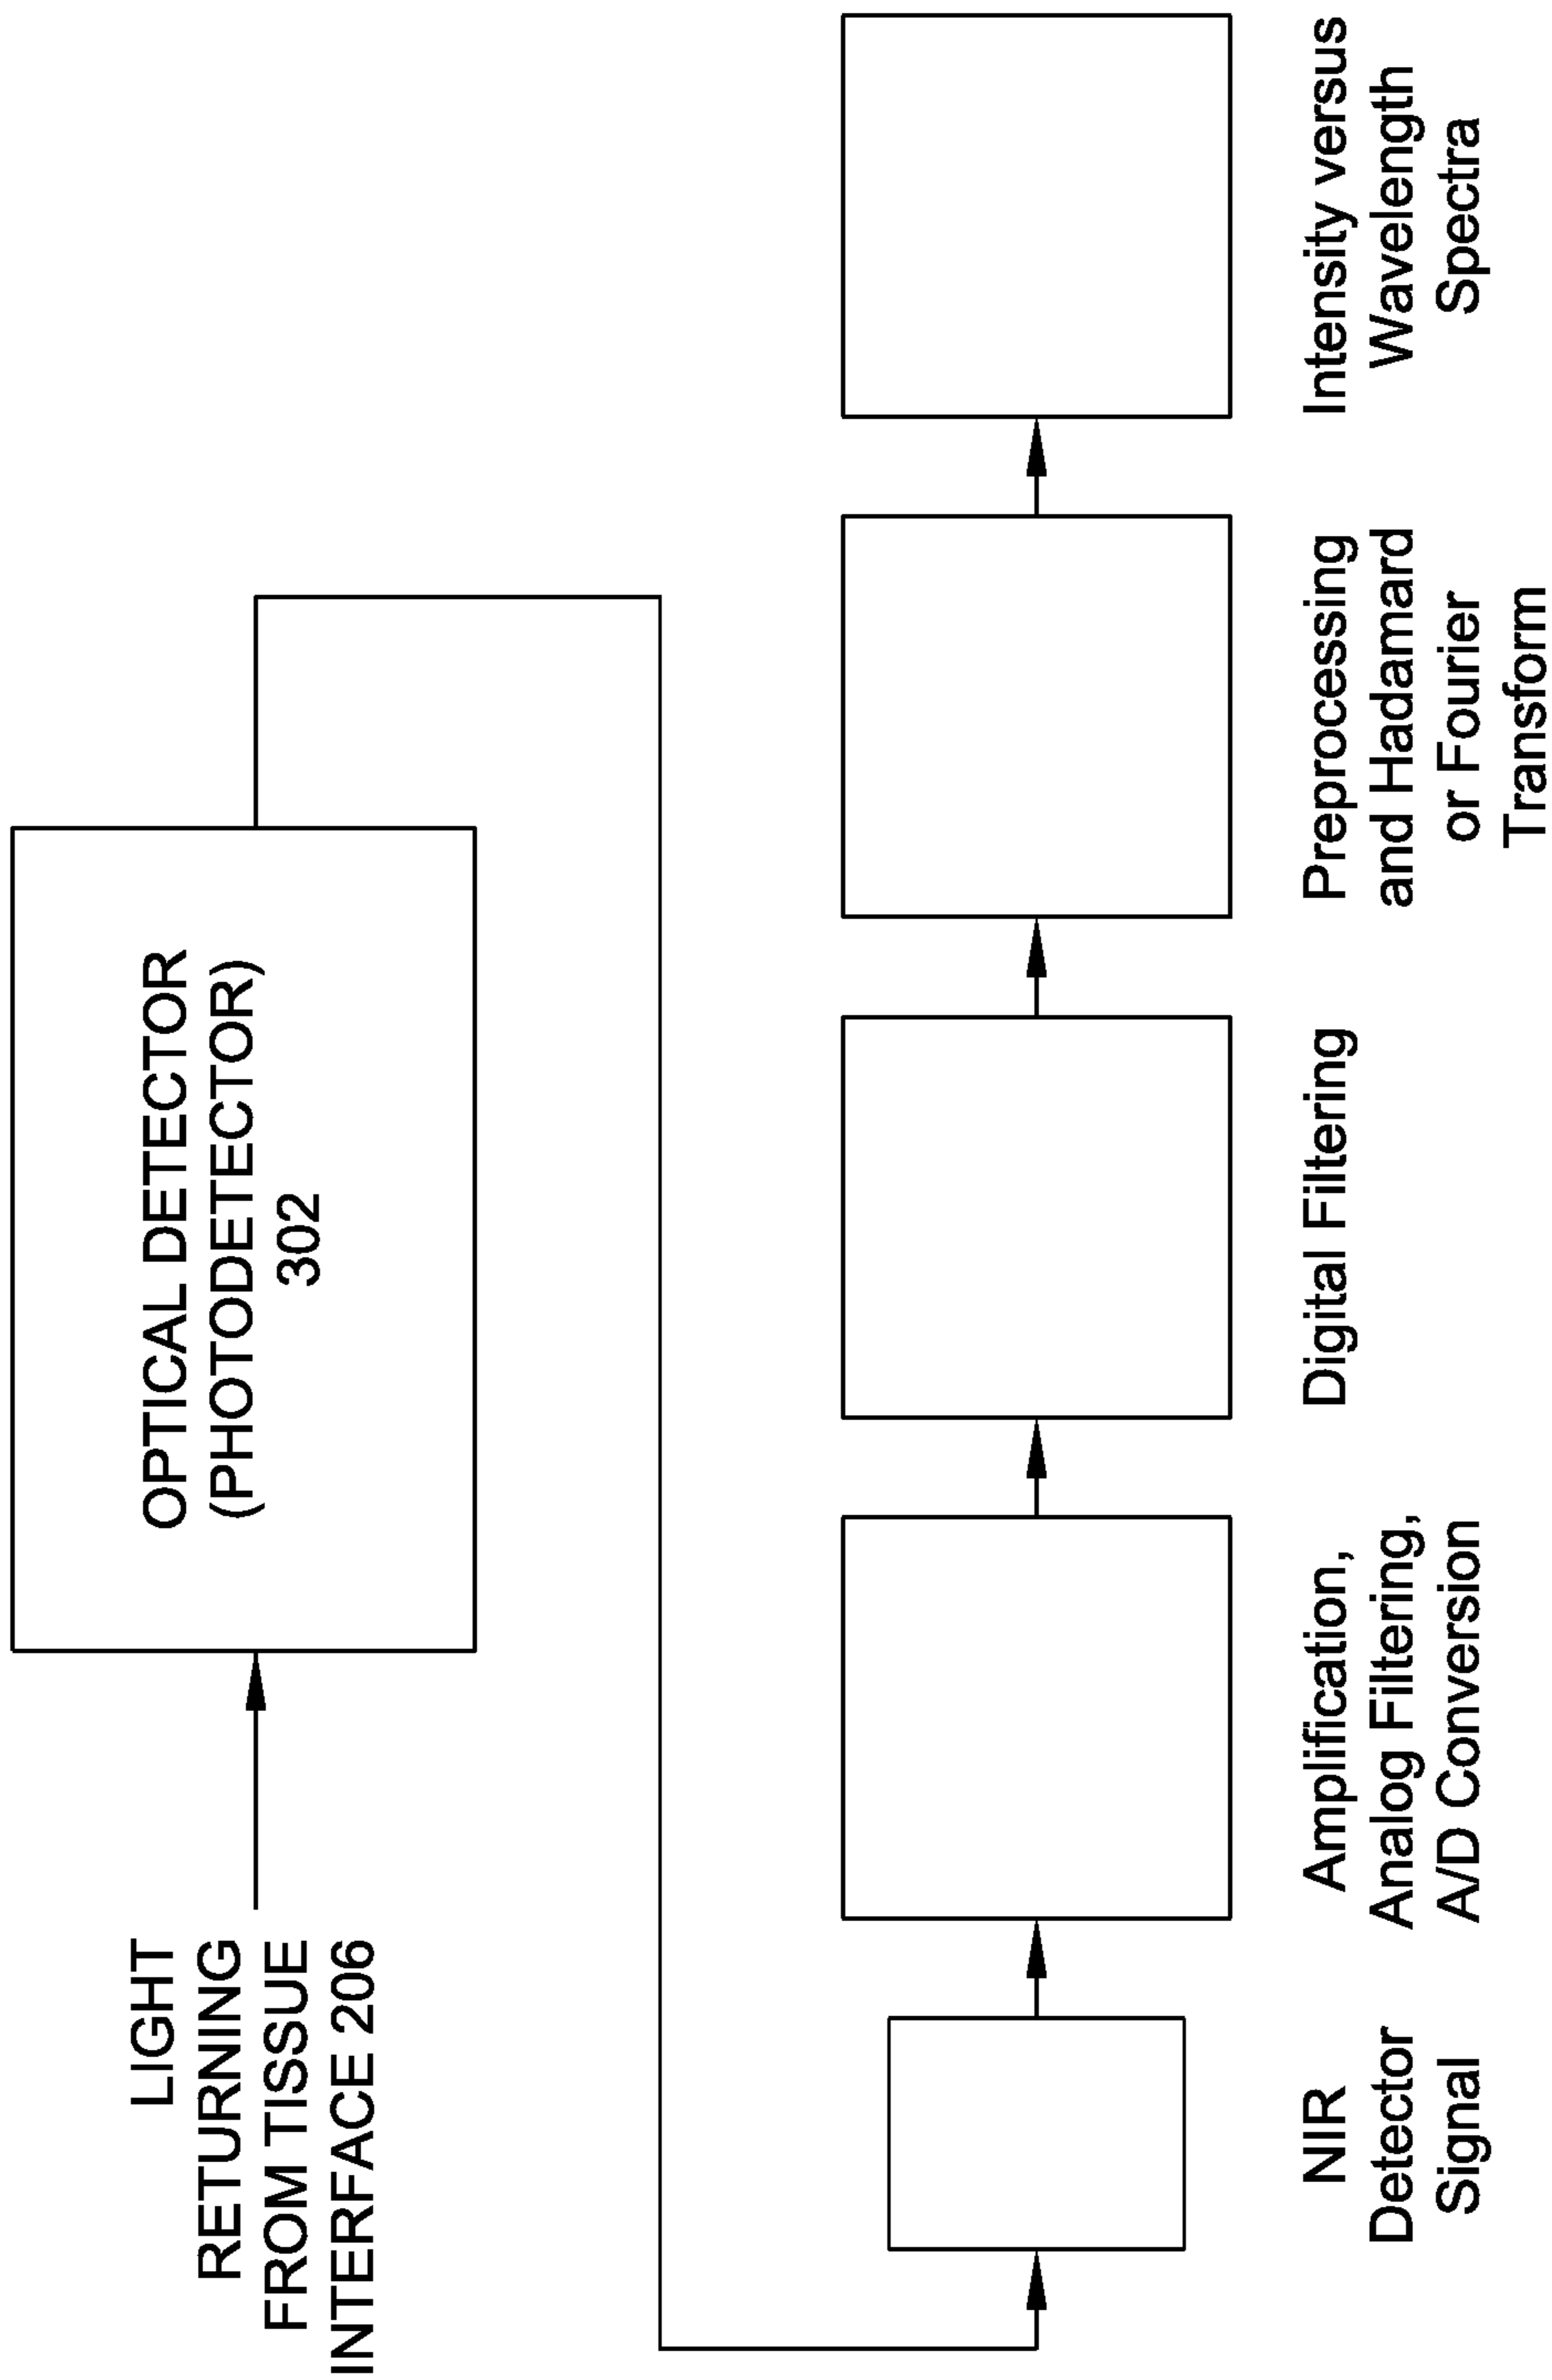 LIGHT
RETURNING
FROM TISSUE
INTERFACE 206
OPTICAL DETECTOR
(PHOTODETECTOR)
302
NIR
Detector
Signal
Amplification,
Analog Filtering,
A/D Conversion
Digital Filtering
Preprocessing
and Hadamard
or Fourier
Transform
Intensity versus
Wavelength
Spectra